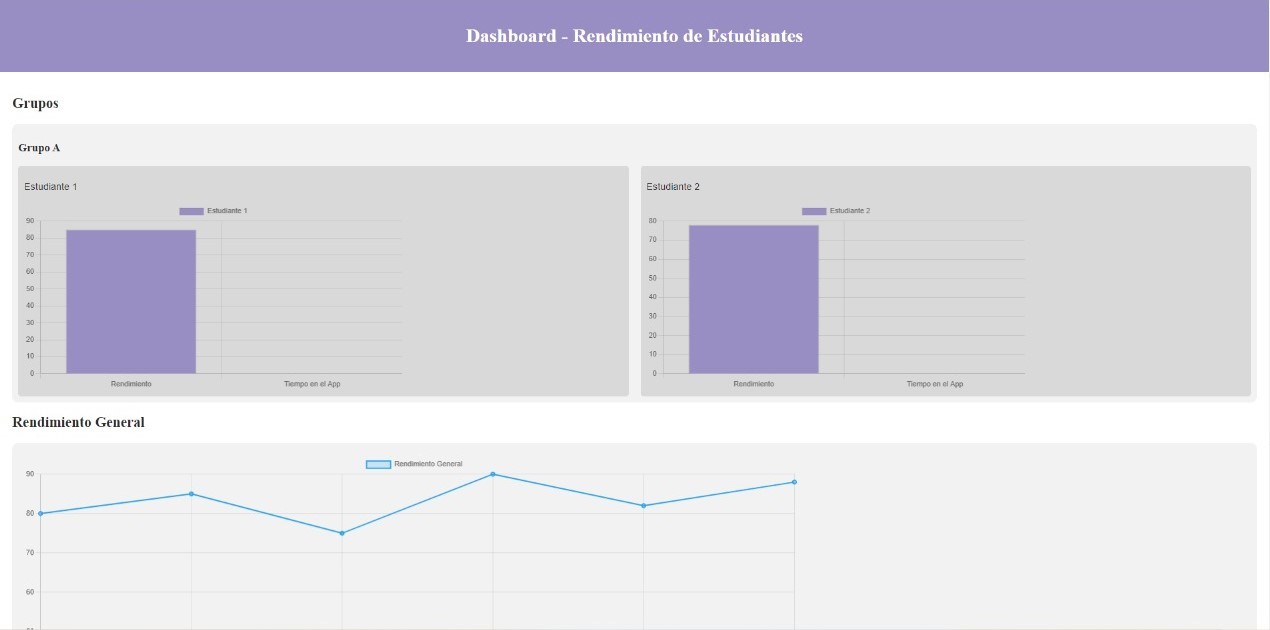 Dashboard - Rendimiento de Estudiantes
Grupos
Grupo A
Estudiante 1
Estudiante 1
90
80
70
60
50
40
30
20
10
0
Rendimiento Tiempo en el App
Estudiante 2
Estudiante 2
80
70
60
50
40
30
20
10
0
Rendimiento Tiempo en el App
Rendimiento General
Rendimiento General
90
80
70
60